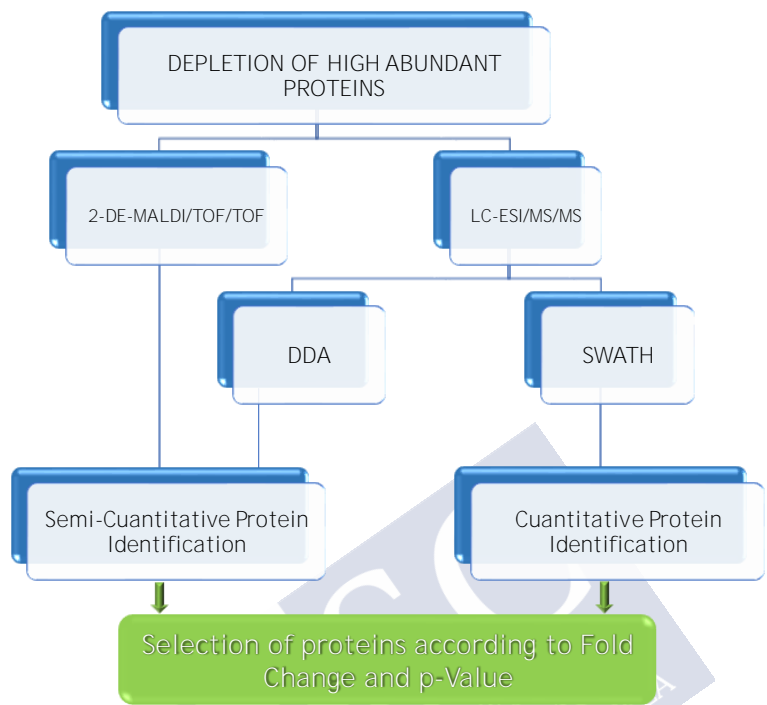 DEPLETION OF HIGH ABUNDANT
PROTEINS
2-DE-MALDI/TOF/TOF
LC-ESI/MS/MS
DDA
SWATH
Semi-Cuantitative Protein
Identification
Cuantitative Protein
Identification
Selection of proteins according to Fold
Change and p-Value